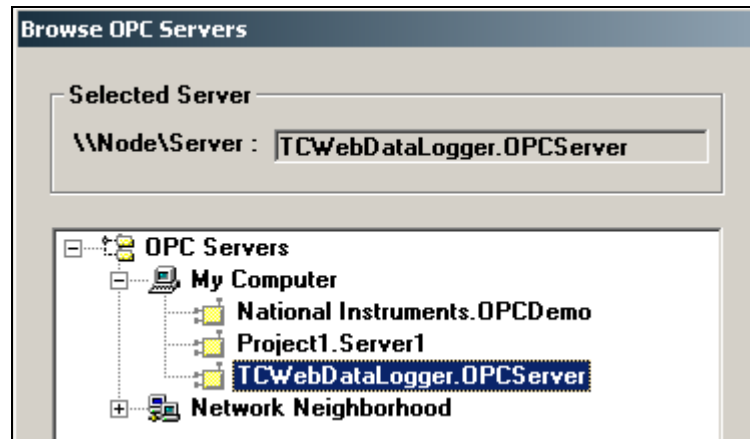 Browse OPC Servers
Selected Server
\\Node\Server : TCWebDataLogger.OPCServer
OPC Servers
My Computer
National Instruments.OPCDemo
Project1.Server1
TCWebDataLogger.OPCServer
Network Neighborhood